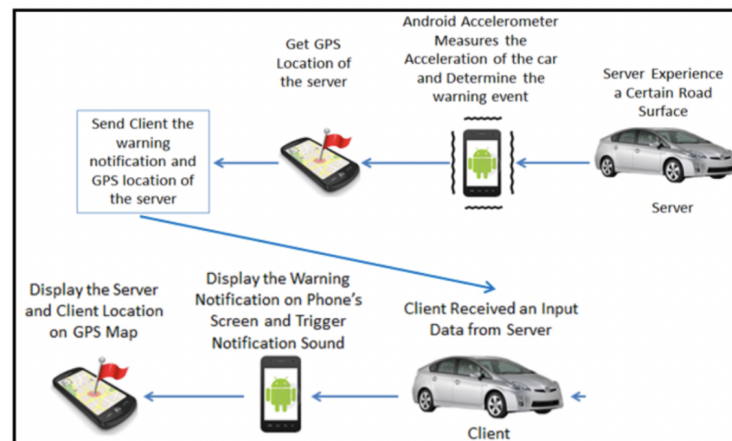 Get GPS
Location of
the server
Android Accelerometer
Measures the
Acceleration of the car
and Determine the
warning event
Server Experience
a Certain Road
Surface
Send Client the
warning
notification and
GPS location of
the server
Server
Display the Server
and Client Location
on GPS Map
Display the Warning
Notification on Phone's
Screen and Trigger
Notification Sound
Client Received an Input
Data from Server
Client